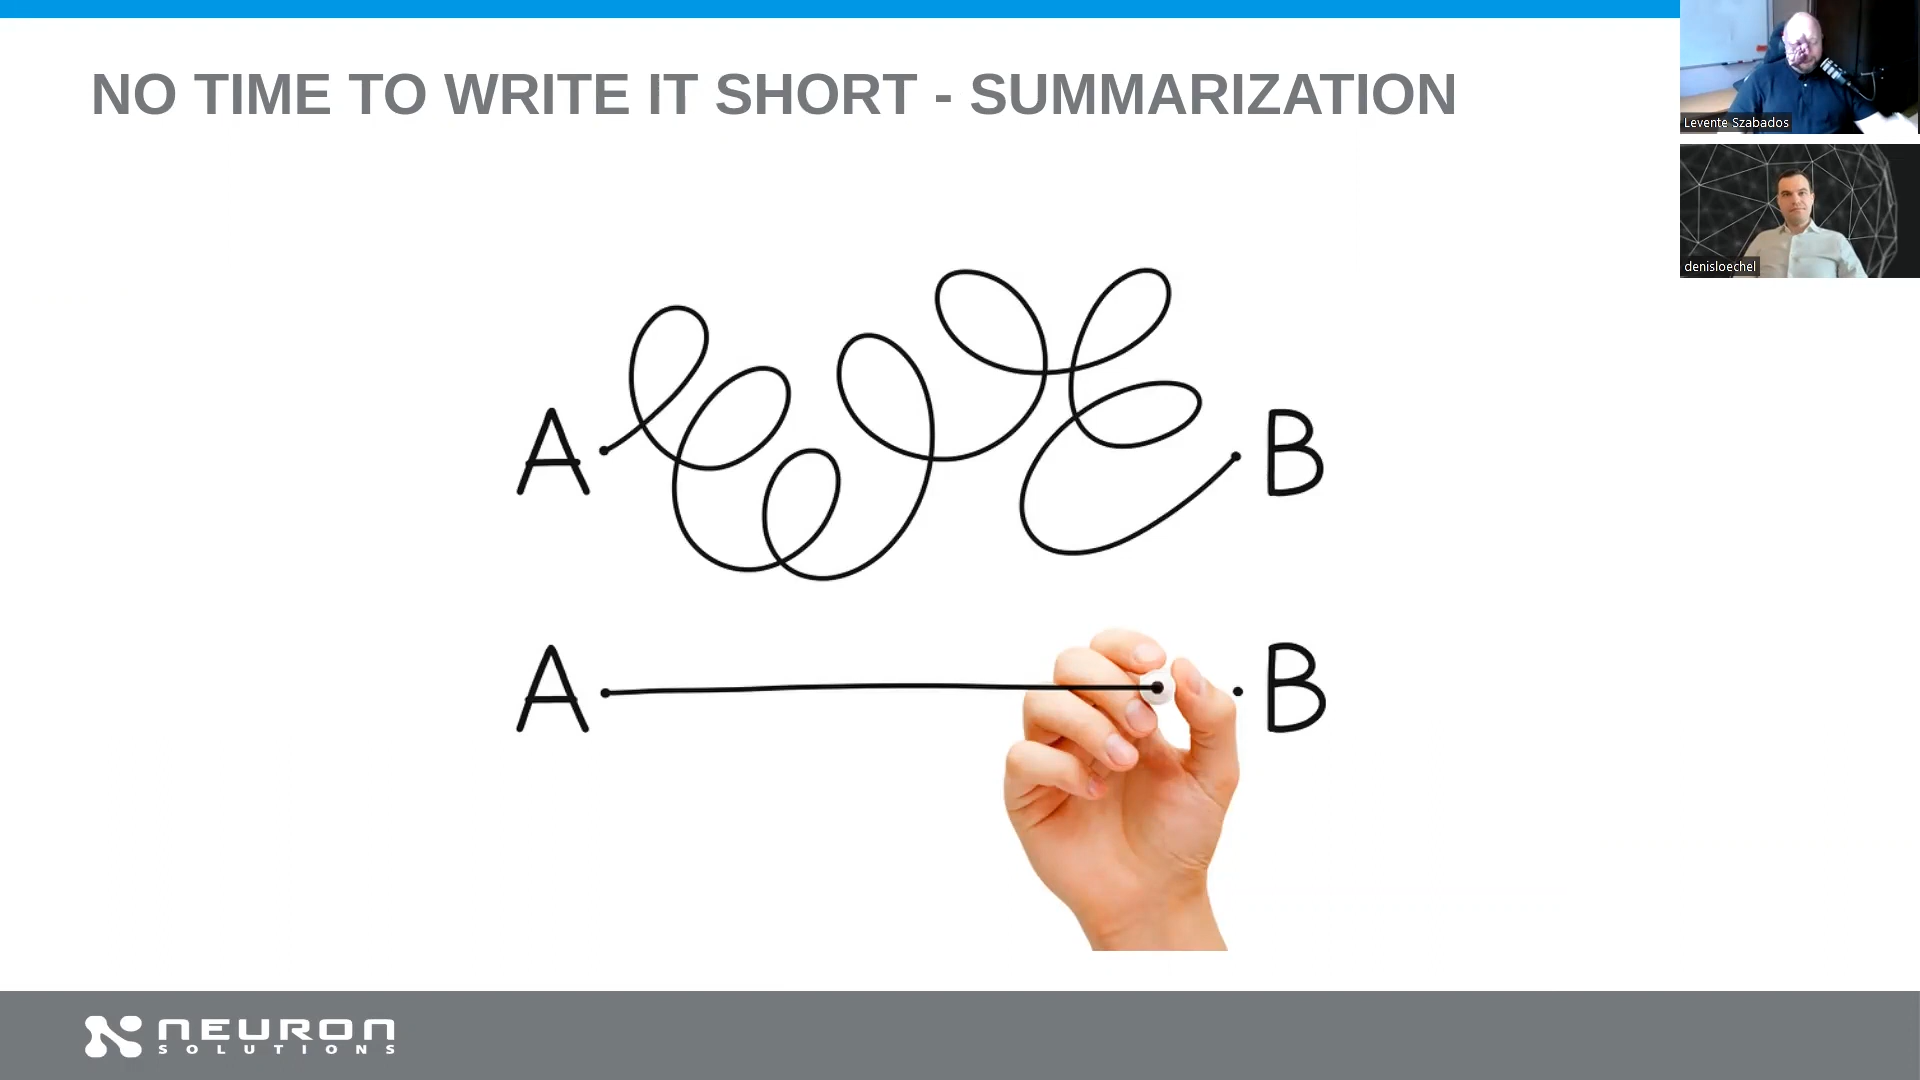 NO TIME TO WRITE IT SHORT - SUMMARIZATION
Levente Szabados
denisloechel
A B
A B
NEURON
SOLUTIONS